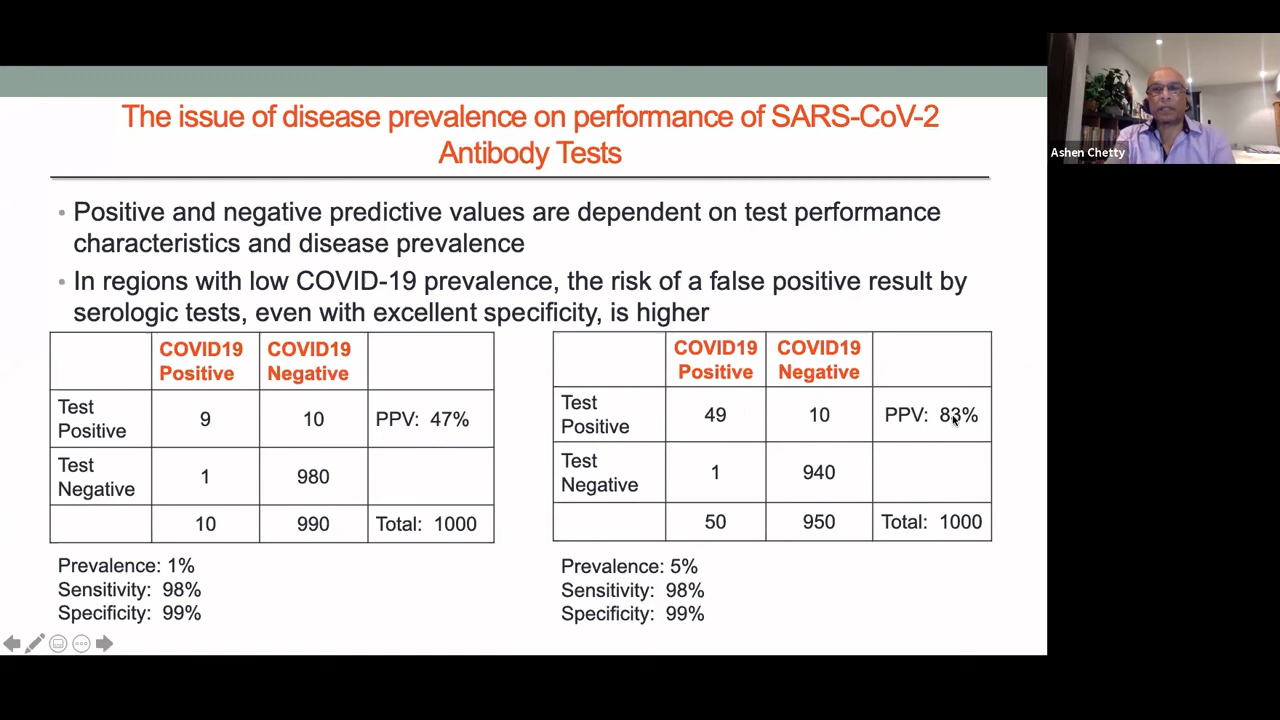 The issue of disease prevalence on performance of SARS-CoV-2
Antibody Tests
Ashen Chetty
• Positive and negative predictive values are dependent on test performance
characteristics and disease prevalence
• In regions with low COVID-19 prevalence, the risk of a false positive result by
serologic tests, even with excellent specificity, is higher
COVID19 COVID19
Positive Negative
Test
Positive 9 10 PPV: 47%
Test
Negative 1 980
10 990 Total: 1000
Prevalence: 1%
Sensitivity: 98%
Specificity: 99%
COVID19 COVID19
Positive Negative
Test
Positive 49 10 PPV: 83%
Test
Negative 1 940
50 950 Total: 1000
Prevalence: 5%
Sensitivity: 98%
Specificity: 99%